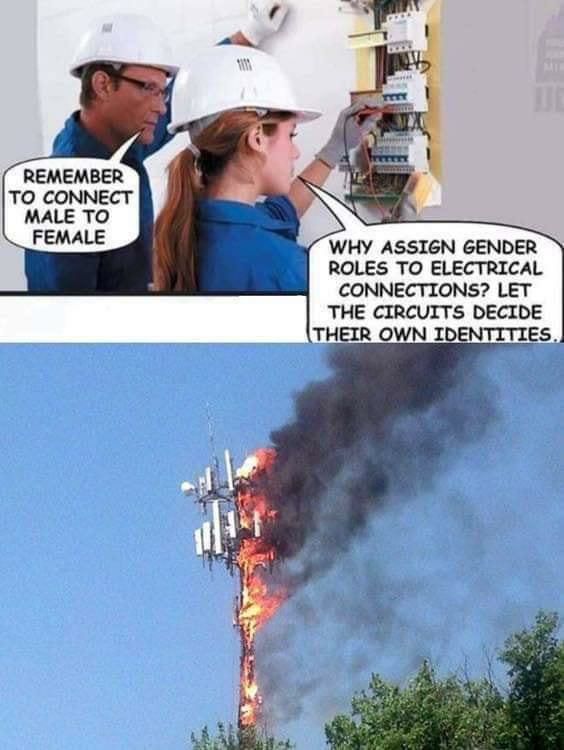 REMEMBER
TO CONNECT
MALE TO
FEMALE
WHY ASSIGN GENDER
ROLES TO ELECTRICAL
CONNECTIONS? LET
THE CIRCUITS DECIDE
THEIR OWN IDENTITIES.